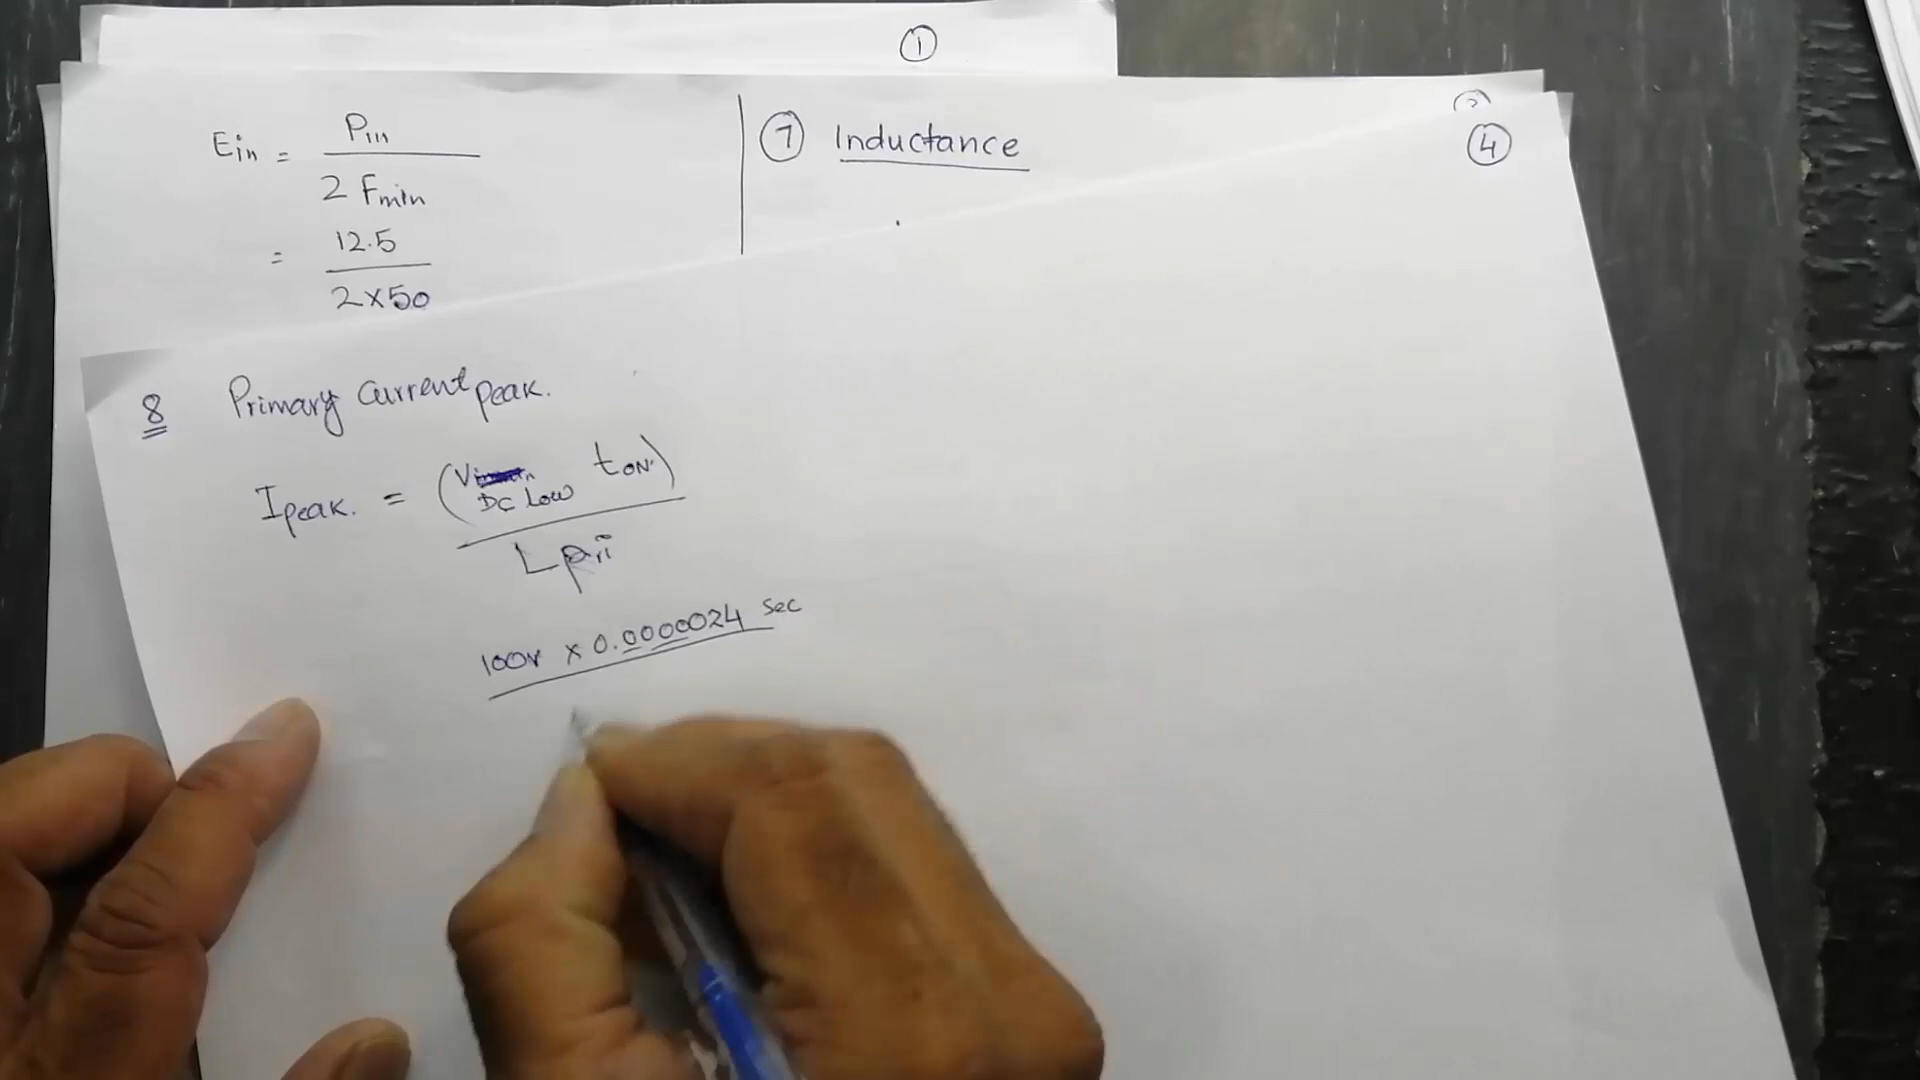 ①
Ein = Pin / 2 Fmin
= 12.5 / 2×50
⑦ Inductance
④
8 Primary Current peak.
Ipeak. = (V DC Low tON) / Lpri
100V × 0.0000024 Sec